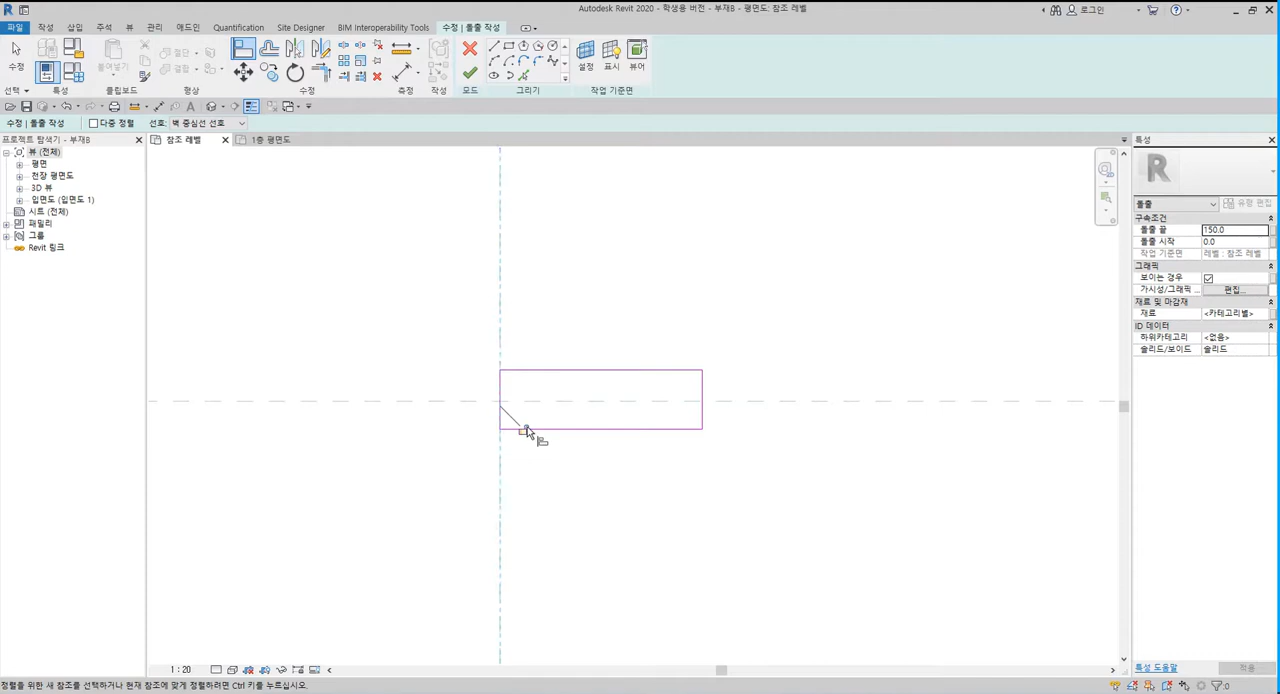 Autodesk Revit 2020 - 학생용 버전 - 부재B - 평면도: 참조 레벨
로그인
파일 작성 삽입 주석 뷰 관리 애드인 Quantification Site Designer BIM Interoperability Tools 수정 | 돌출 작성
수정
붙여넣기
절단
결합
설정 표시 뷰어
선택 특성 클립보드 형상 수정 측정 작성 모드 그리기 작업 기준면
수정 | 돌출 작성 다중 정렬 선호: 벽 중심선 선호
프로젝트 탐색기 - 부재B
참조 레벨
1층 평면도
특성
뷰 (전체)
평면
천장 평면도
3D 뷰
입면도 (입면도 1)
시트 (전체)
패밀리
그룹
Revit 링크
돌출 유형 편집
구속조건
돌출 끝 150.0
돌출 시작 0.0
작업 기준면 레벨 : 참조 레벨
그래픽
보이는 경우
가시성/그래픽 ... 편집...
재료 및 마감재
재료 <카테고리별>
ID 데이터
하위카테고리 <없음>
솔리드/보이드 솔리드
1 : 20
특성 도움말 적용
정렬을 위한 새 참조를 선택하거나 현재 참조에 맞게 정렬하려면 Ctrl 키를 누르십시오.
:0